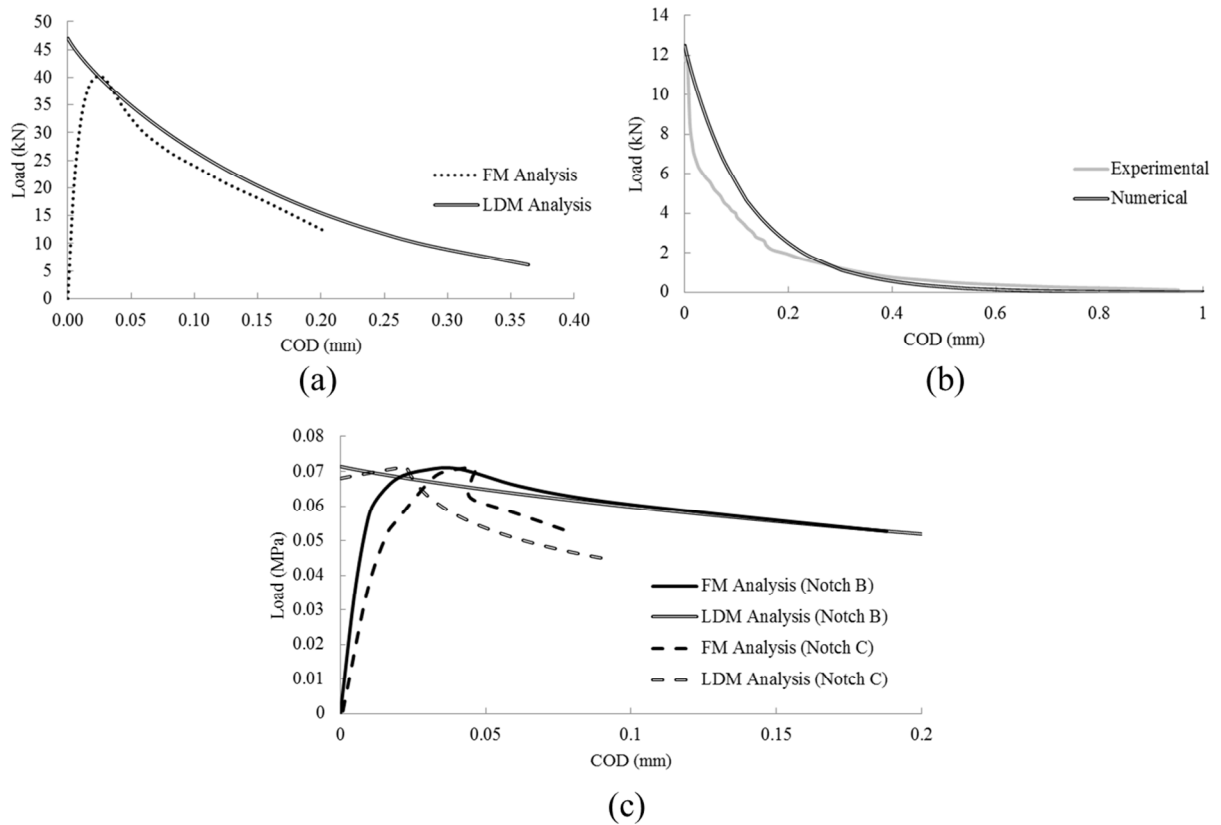 50
45
40
35
30
25
20
15
10
5
0
Load (kN)
0.00 0.05 0.10 0.15 0.20 0.25 0.30 0.35 0.40
COD (mm)
FM Analysis
LDM Analysis
(a)
14
12
10
8
6
4
2
0
Load (kN)
0 0.2 0.4 0.6 0.8 1
COD (mm)
Experimental
Numerical
(b)
0.08
0.07
0.06
0.05
0.04
0.03
0.02
0.01
0
Load (MPa)
0 0.05 0.1 0.15 0.2
COD (mm)
FM Analysis (Notch B)
LDM Analysis (Notch B)
FM Analysis (Notch C)
LDM Analysis (Notch C)
(c)